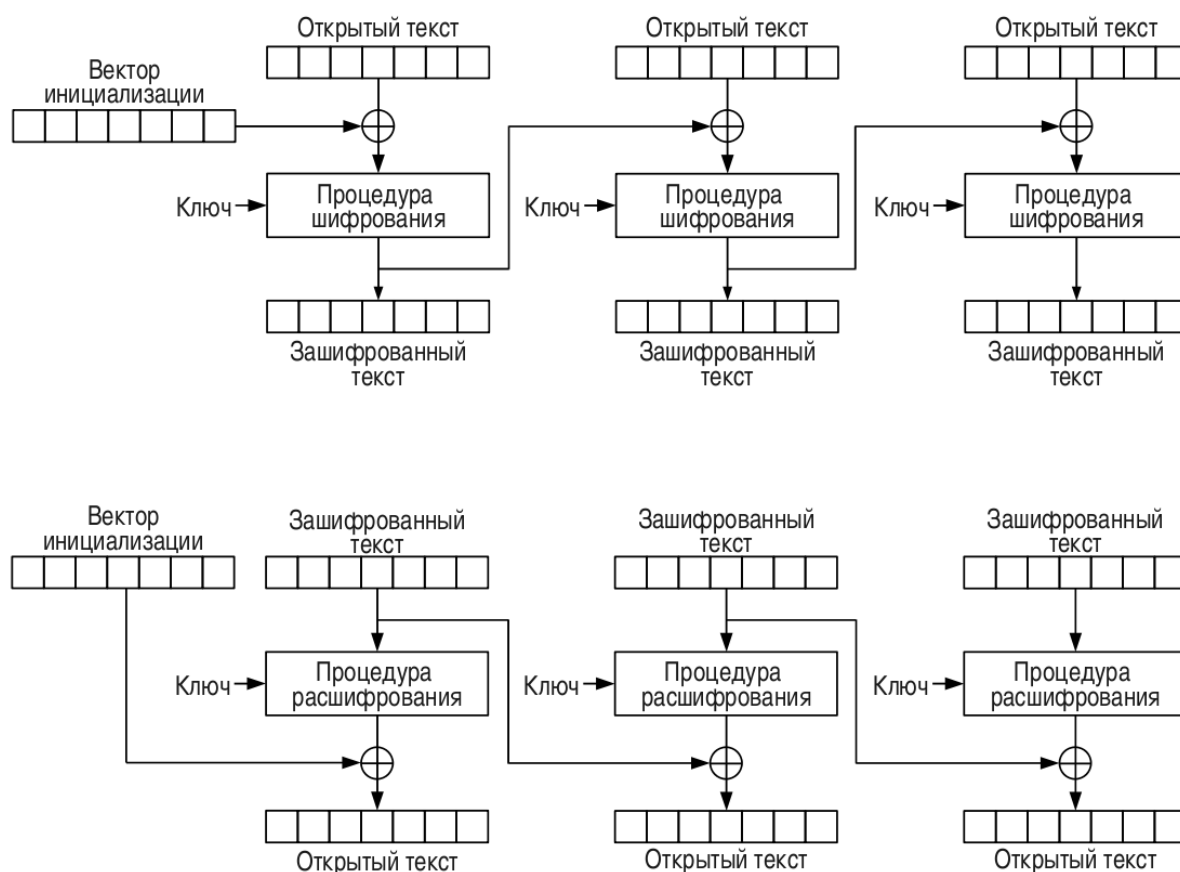 Открытый текст
Открытый текст
Открытый текст
Вектор
инициализации
Ключ
Процедура
шифрования
Ключ
Процедура
шифрования
Ключ
Процедура
шифрования
Зашифрованный
текст
Зашифрованный
текст
Зашифрованный
текст
Вектор
инициализации
Зашифрованный
текст
Зашифрованный
текст
Зашифрованный
текст
Ключ
Процедура
расшифрования
Ключ
Процедура
расшифрования
Ключ
Процедура
расшифрования
Открытый текст
Открытый текст
Открытый текст